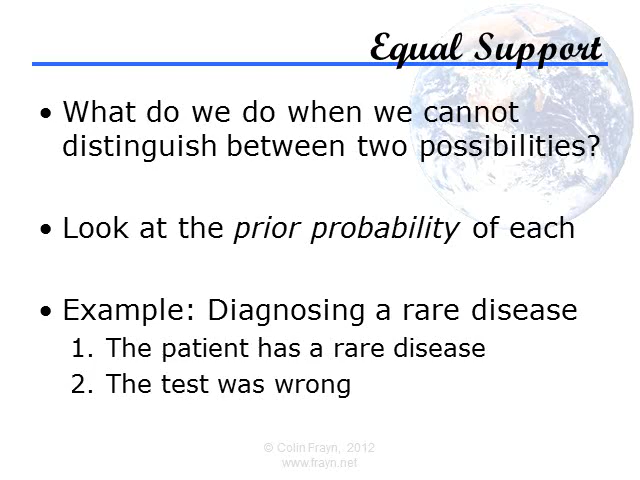 Equal Support
• What do we do when we cannot
distinguish between two possibilities?
• Look at the prior probability of each
• Example: Diagnosing a rare disease
1. The patient has a rare disease
2. The test was wrong
© Colin Frayn, 2012
www.frayn.net